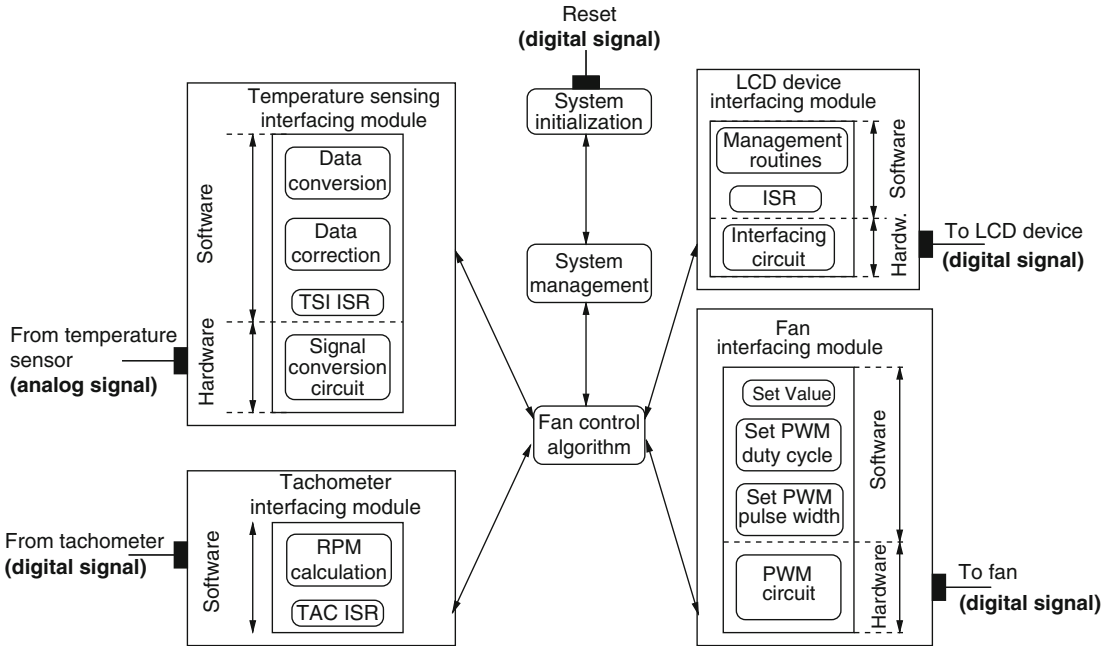 Reset
(digital signal)
System
initialization
System
management
Fan control
algorithm
Temperature sensing
interfacing module
Software
Data
conversion
Data
correction
TSI ISR
Hardware
Signal
conversion
circuit
From temperature
sensor
(analog signal)
Tachometer
interfacing module
Software
RPM
calculation
TAC ISR
From tachometer
(digital signal)
LCD device
interfacing module
Management
routines
ISR
Software
Interfacing
circuit
Hardw.
To LCD device
(digital signal)
Fan
interfacing module
Set Value
Set PWM
duty cycle
Set PWM
pulse width
Software
PWM
circuit
Hardware
To fan
(digital signal)